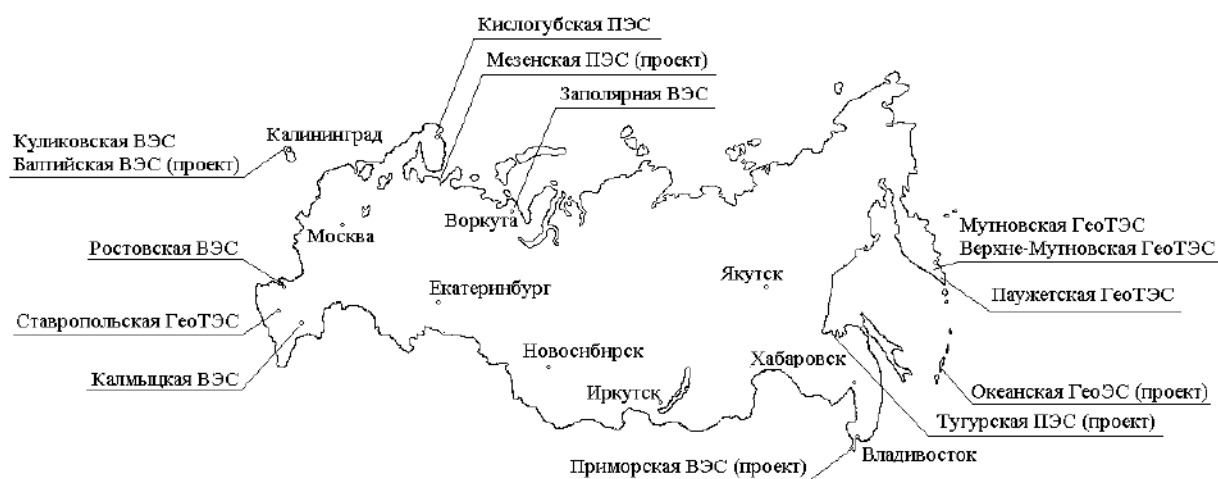 Кислогубская ПЭС
Мезенская ПЭС (проект)
Заполярная ВЭС
Куликовская ВЭС
Балтийская ВЭС (проект)
Калининград
Воркута
Москва
Мутновская ГеоТЭС
Верхне-Мутновская ГеоТЭС
Ростовская ВЭС
Якутск
Екатеринбург
Паужетская ГеоТЭС
Ставропольская ГеоТЭС
Новосибирск
Хабаровск
Калмыцкая ВЭС
Иркутск
Океанская ГеоЭС (проект)
Тугурская ПЭС (проект)
Владивосток
Приморская ВЭС (проект)